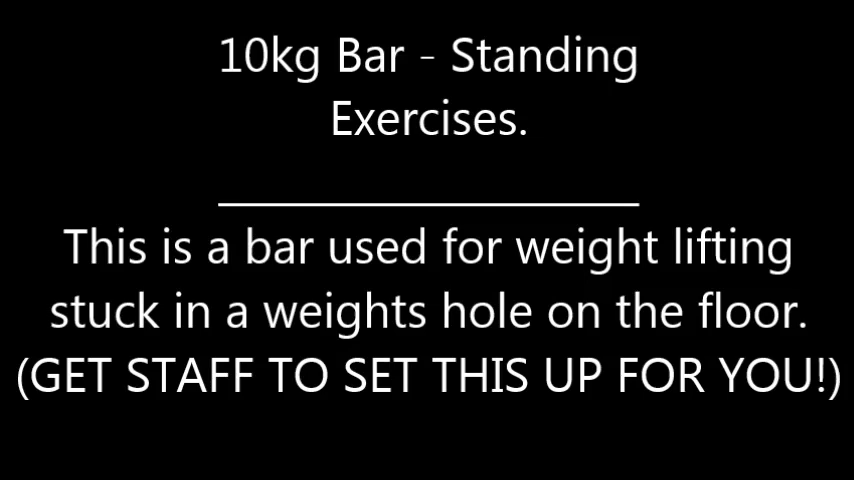 10kg Bar - Standing
Exercises.
This is a bar used for weight lifting
stuck in a weights hole on the floor.
(GET STAFF TO SET THIS UP FOR YOU!)